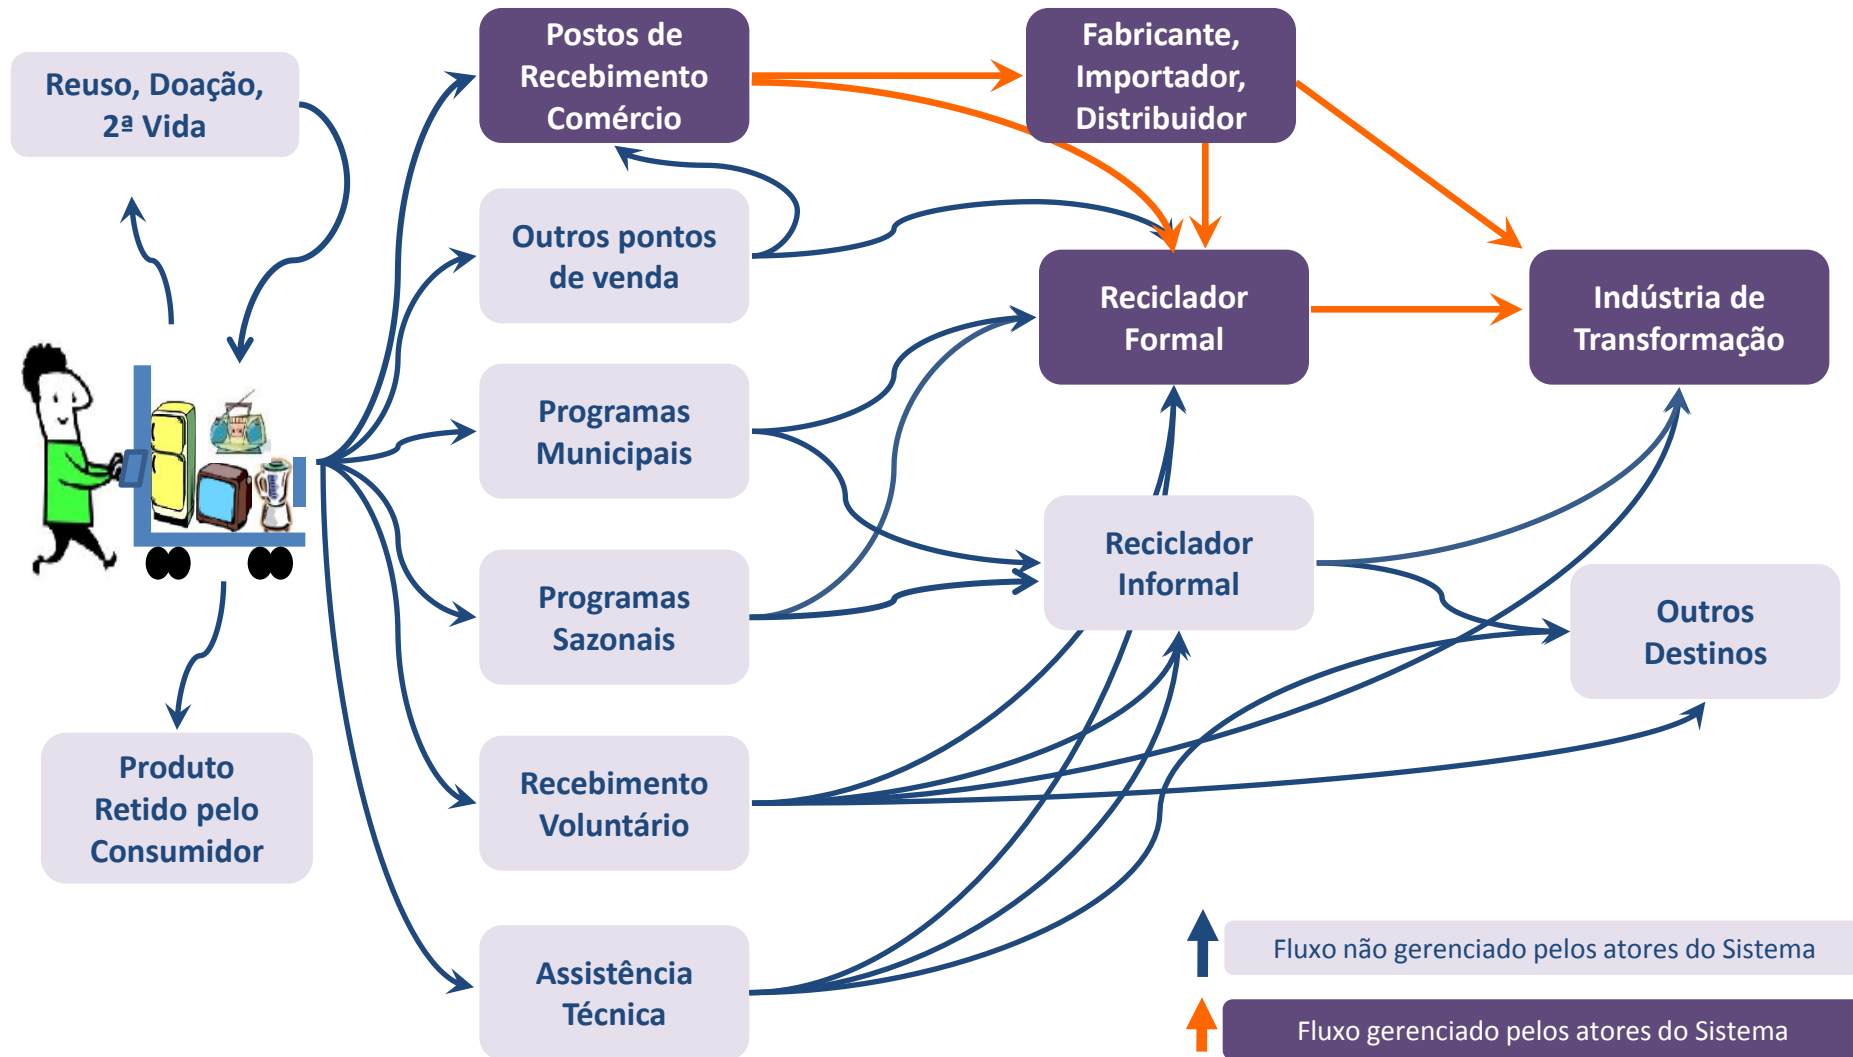 Reuso, Doação,
2ª Vida
Postos de
Recebimento
Comércio
Fabricante,
Importador,
Distribuidor
Outros pontos
de venda
Reciclador
Formal
Indústria de
Transformação
Programas
Municipais
Reciclador
Informal
Programas
Sazonais
Outros
Destinos
Produto
Retido pelo
Consumidor
Recebimento
Voluntário
Assistência
Técnica
Fluxo não gerenciado pelos atores do Sistema
Fluxo gerenciado pelos atores do Sistema